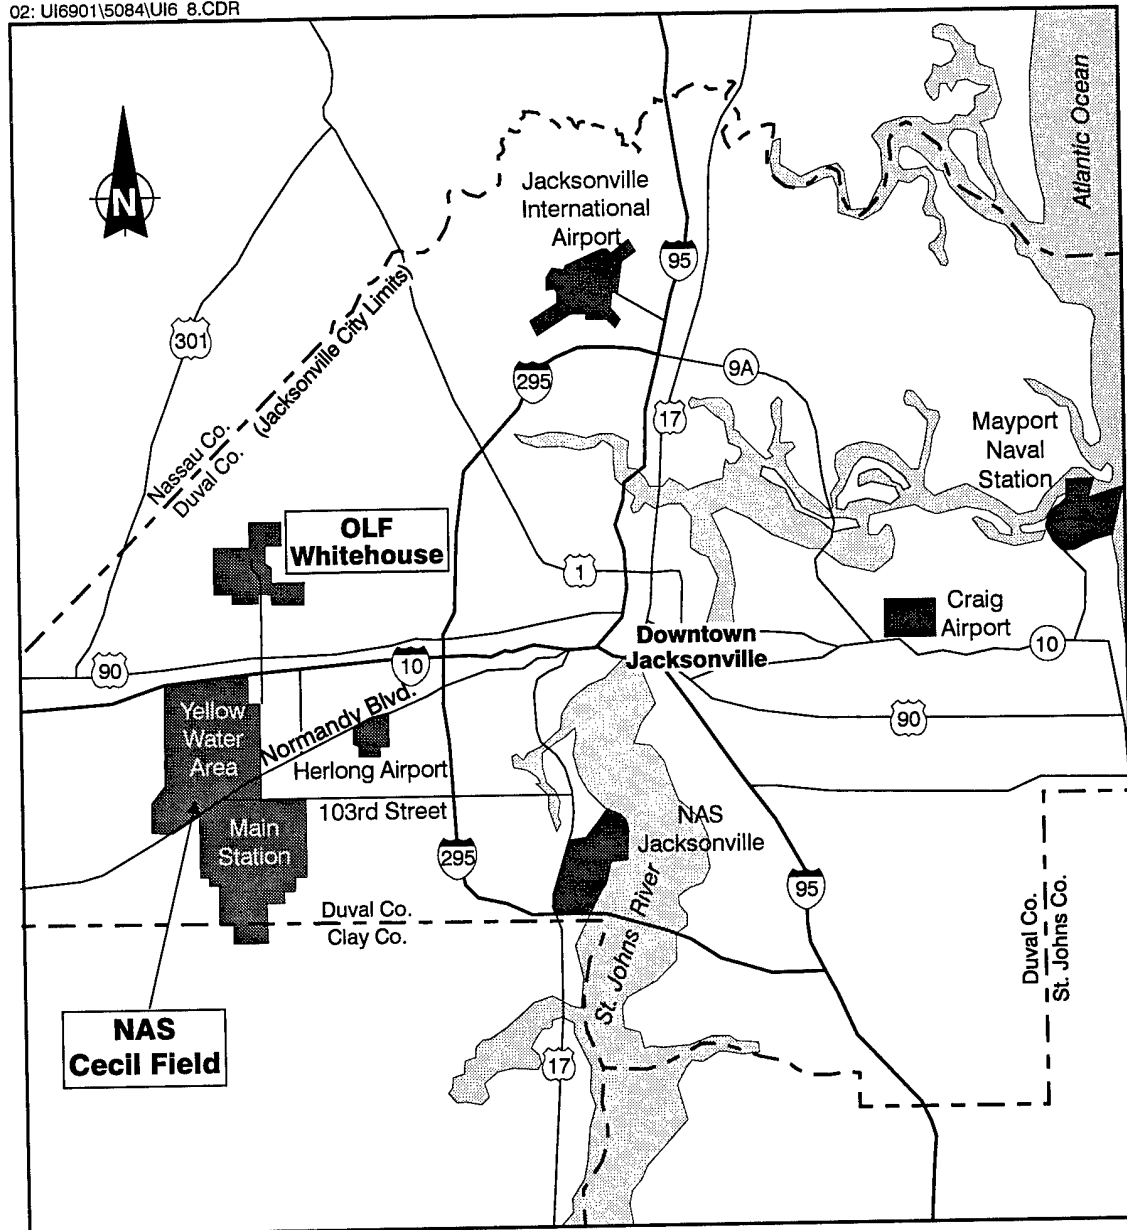 02: UI6901\5084\UI6_8.CDR
Atlantic Ocean
N
Jacksonville
International
Airport
95
301
Nassau Co.
Duval Co.
(Jacksonville City Limits)
295
9A
17
Mayport
Naval
Station
OLF
Whitehouse
1
Craig
Airport
Downtown
Jacksonville
10
90
10
90
Yellow
Water
Area
Normandy Blvd.
Herlong Airport
103rd Street
Main
Station
NAS
Jacksonville
295
95
St. Johns River
Duval Co.
Clay Co.
Duval Co.
St. Johns Co.
NAS
Cecil Field
17